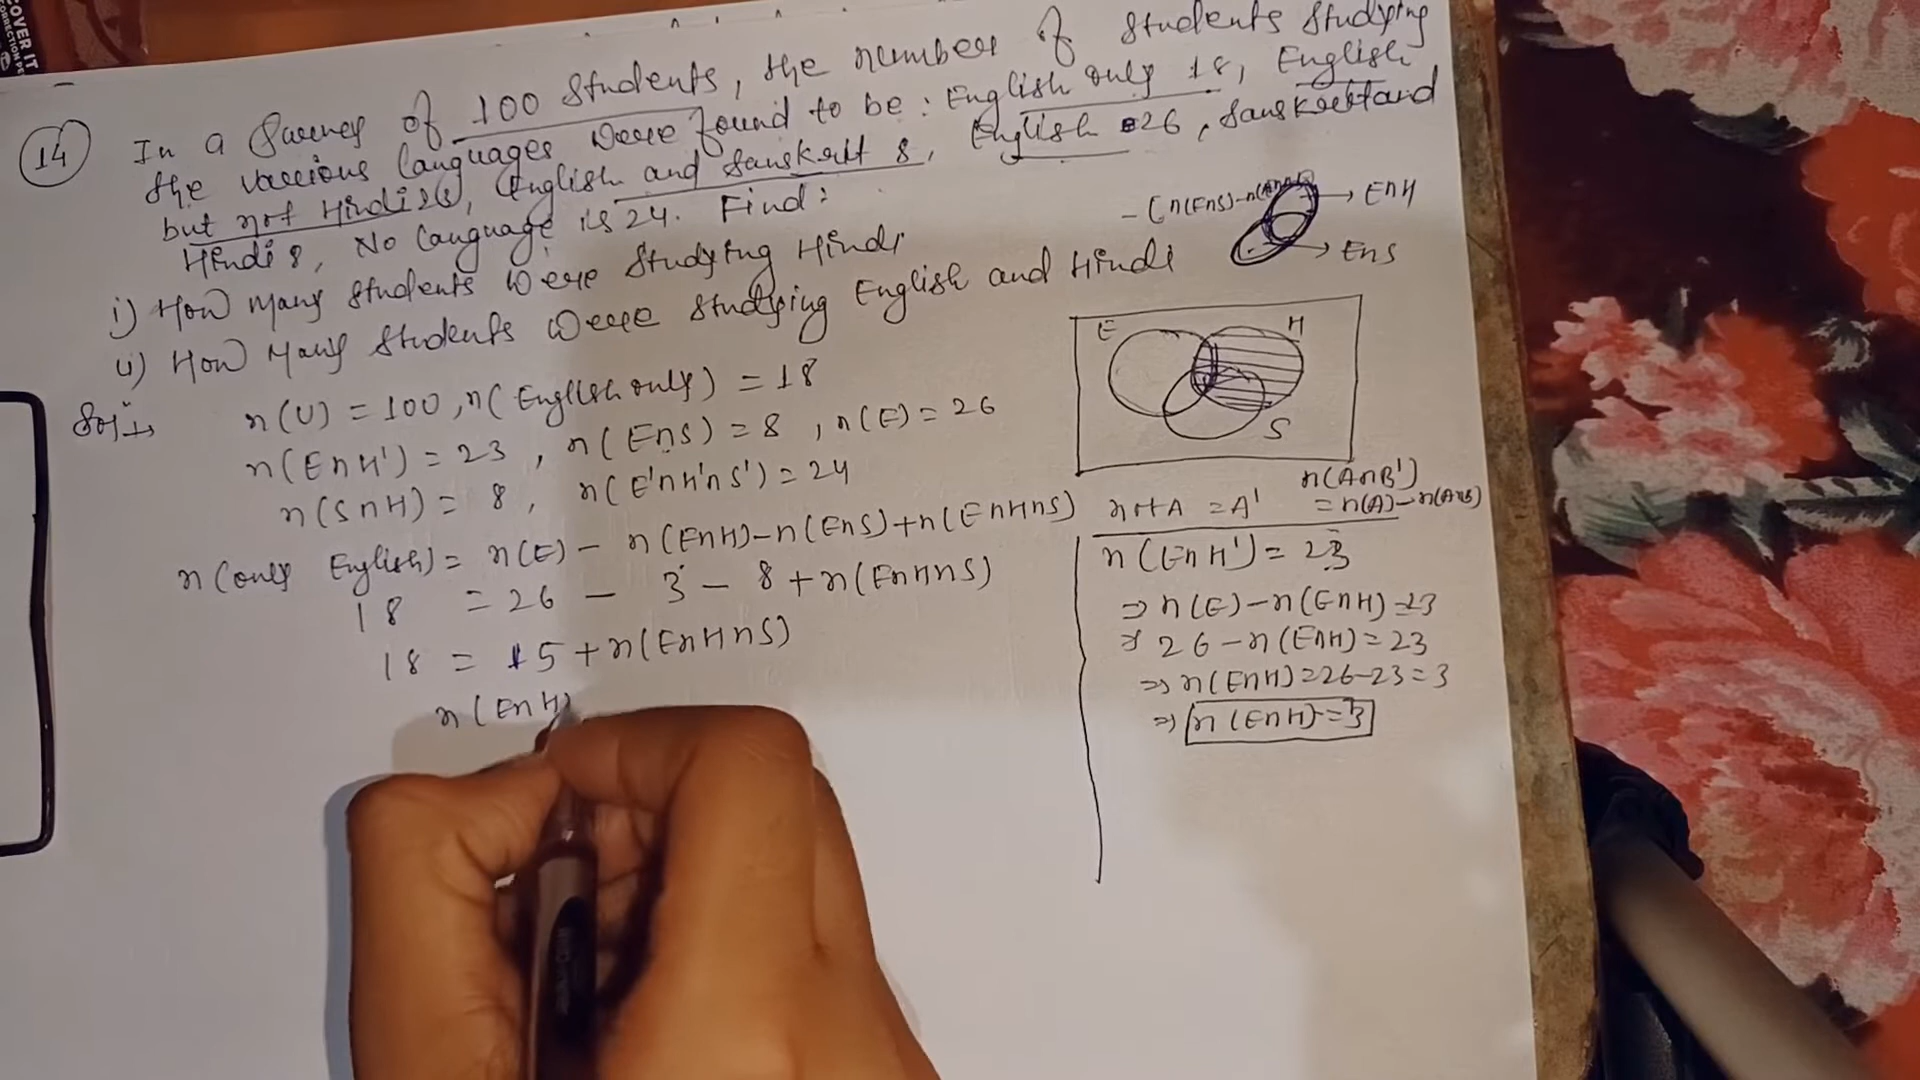 COVER IT
CORRECTION PE
14 In a Survey of 100 Students, the number of Students Studying
the various languages were found to be : English only 18, English
but not Hindi 23, English and Sanskrit 8, English 26, Sanskrit and
Hindi 8, No language is 24. Find :
i) How many students were studying Hindi
ii) How many students were studying English and Hindi
- [n(E∩S)-n(
→ E∩H
→ E∩S
E H
S
Sol:→ n(U) = 100, n(English only) = 18
n(E∩H') = 23, n(E∩S) = 8, n(E) = 26
n(S∩H) = 8, n(E'∩H'∩S') = 24
n(only English) = n(E) - n(E∩H) - n(E∩S) + n(E∩H∩S)
18 = 26 - 3 - 8 + n(E∩H∩S)
18 = 15 + n(E∩H∩S)
n(E∩H)
n(A∩B')
= A' = n(A)-n(A∩B)
n(E∩H') = 23
⇒ n(E) - n(E∩H) = 23
⇒ 26 - n(E∩H) = 23
⇒ n(E∩H) = 26-23 = 3
⇒ n(E∩H) = 3